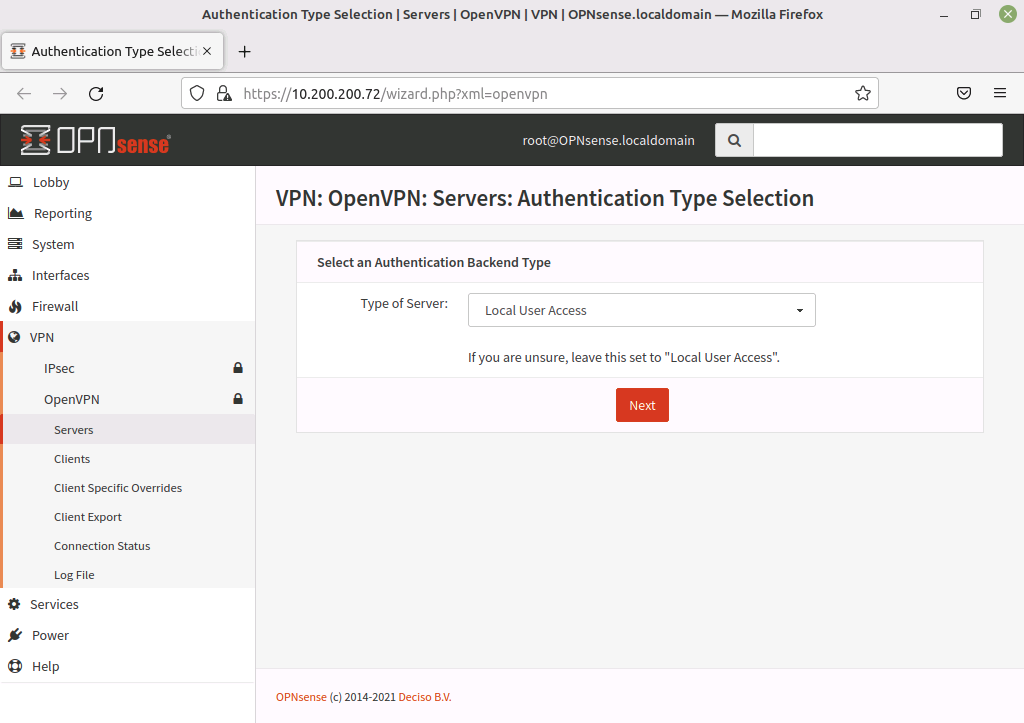 Authentication Type Selection | Servers | OpenVPN | VPN | OPNsense.localdomain — Mozilla Firefox
Authentication Type Selecti
https://10.200.200.72/wizard.php?xml=openvpn
OPNsense
root@OPNsense.localdomain
Lobby
Reporting
System
Interfaces
Firewall
VPN
IPsec
OpenVPN
Servers
Clients
Client Specific Overrides
Client Export
Connection Status
Log File
Services
Power
Help
VPN: OpenVPN: Servers: Authentication Type Selection
Select an Authentication Backend Type
Type of Server:
Local User Access
If you are unsure, leave this set to "Local User Access".
Next
OPNsense (c) 2014-2021 Deciso B.V.